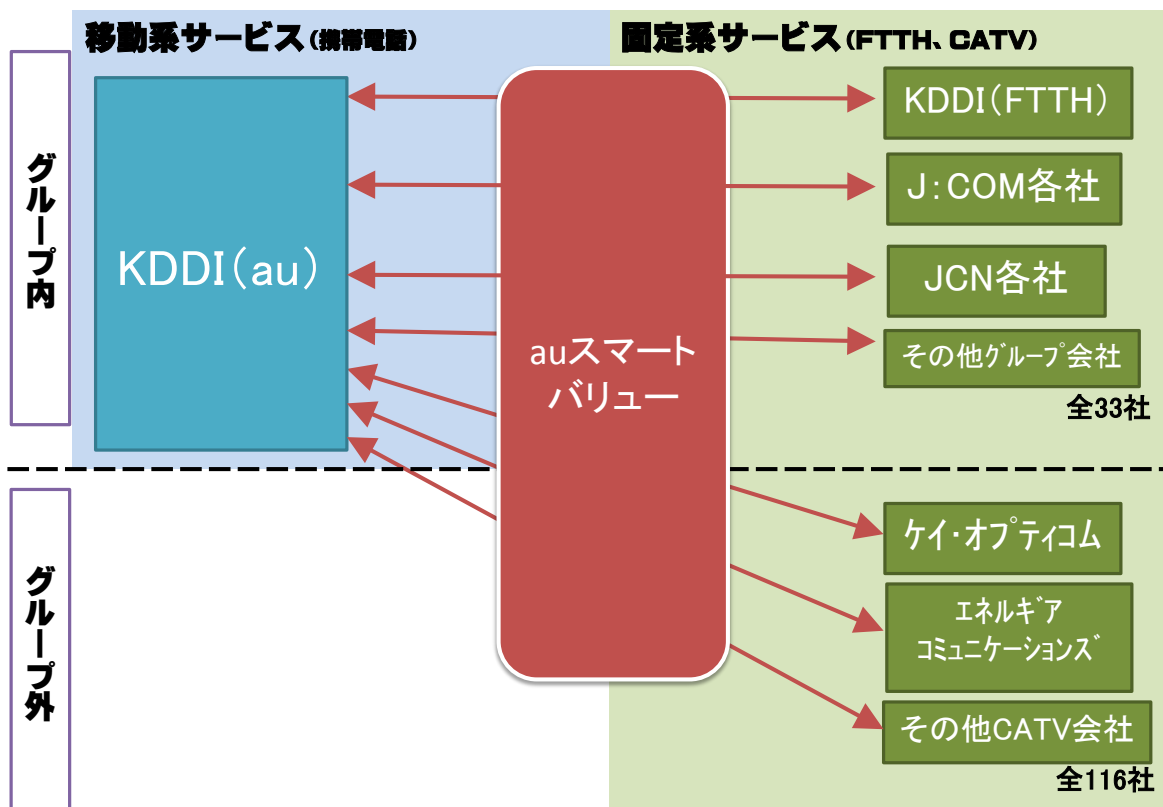 移動系サービス(携帯電話)
固定系サービス(FTTH、CATV)
グループ内
KDDI(au)
auスマート
バリュー
KDDI(FTTH)
J:COM各社
JCN各社
その他ｸﾞﾙｰﾌﾟ会社
全33社
グループ外
ケイ・オプティコム
エネルギア
コミュニケーションズ
その他CATV会社
全116社